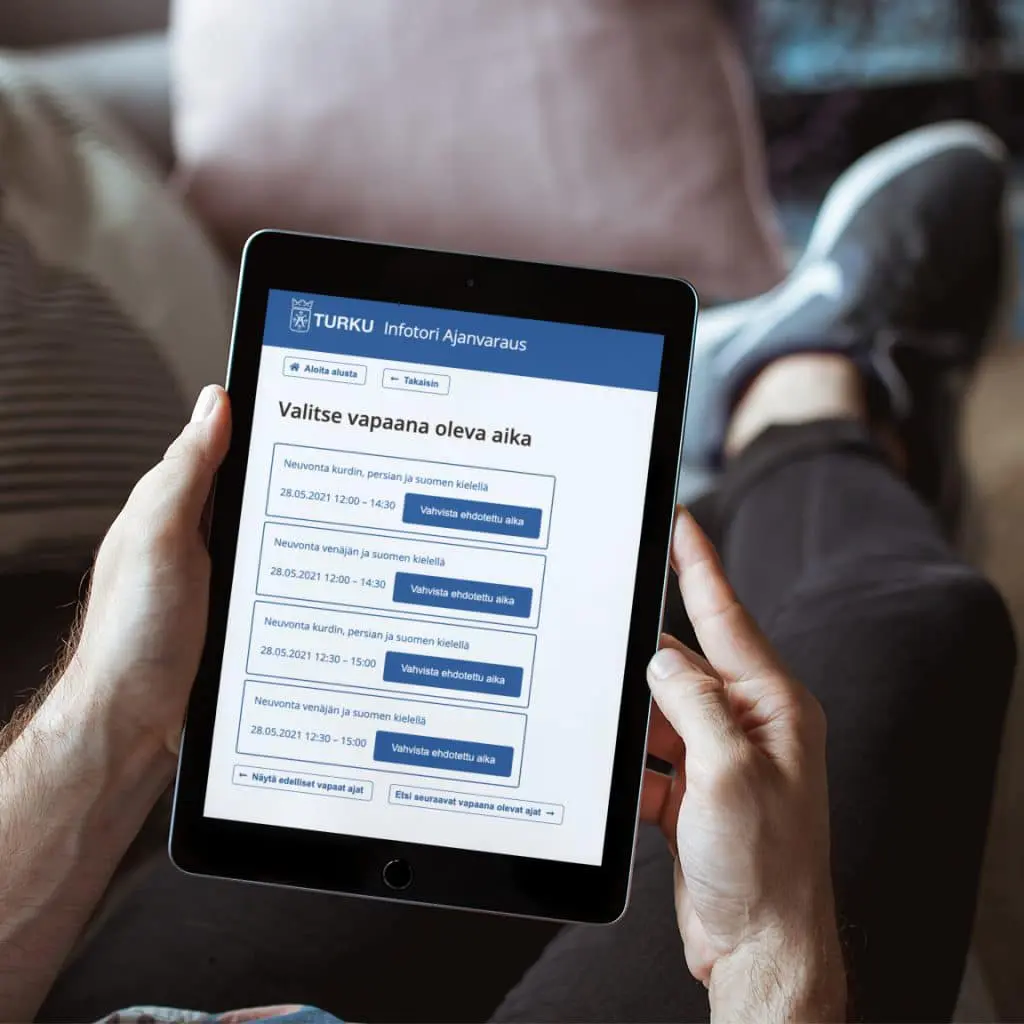 TURKU Infotori Ajanvaraus
Aloita alusta ← Takaisin
Valitse vapaana oleva aika
Neuvonta kurdin, persian ja suomen kielellä
28.05.2021 12:00 – 14:30 Vahvista ehdotettu aika
Neuvonta venäjän ja suomen kielellä
28.05.2021 12:00 – 14:30 Vahvista ehdotettu aika
Neuvonta kurdin, persian ja suomen kielellä
28.05.2021 12:30 – 15:00 Vahvista ehdotettu aika
Neuvonta venäjän ja suomen kielellä
28.05.2021 12:30 – 15:00 Vahvista ehdotettu aika
← Näytä edelliset vapaat ajat Etsi seuraavat vapaana olevat ajat →